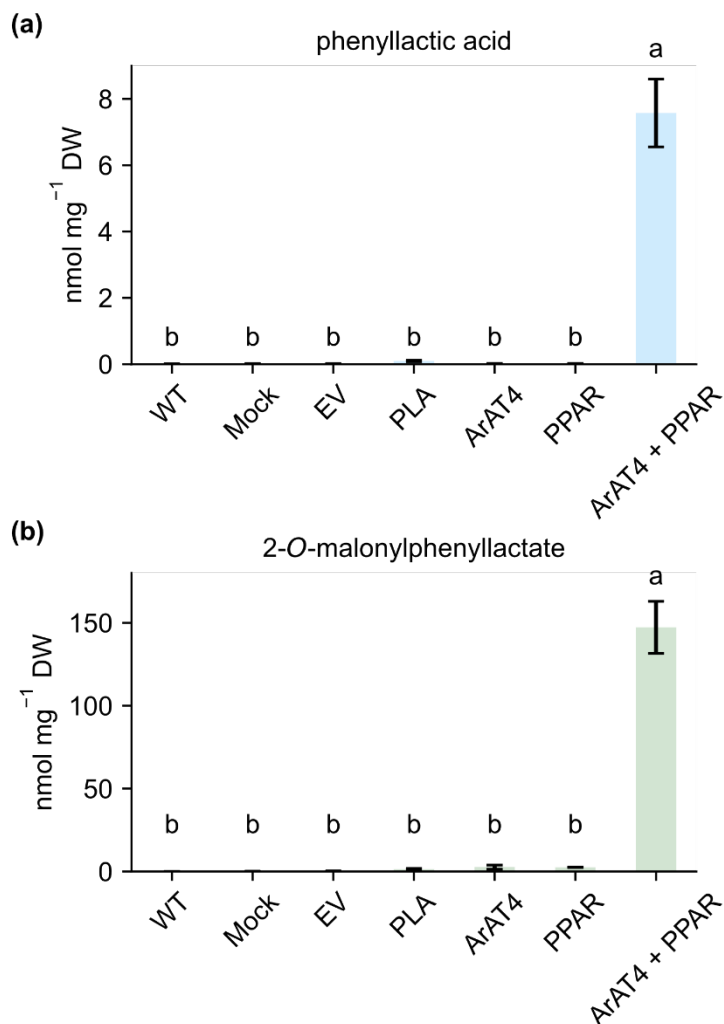 (a)
phenyllactic acid
a
8
6
4
2
0
nmol mg⁻¹ DW
b b b b b b
WT Mock EV PLA ArAT4 PPAR ArAT4 + PPAR
(b)
2-O-malonylphenyllactate
a
150
100
50
0
nmol mg⁻¹ DW
b b b b b b
WT Mock EV PLA ArAT4 PPAR ArAT4 + PPAR